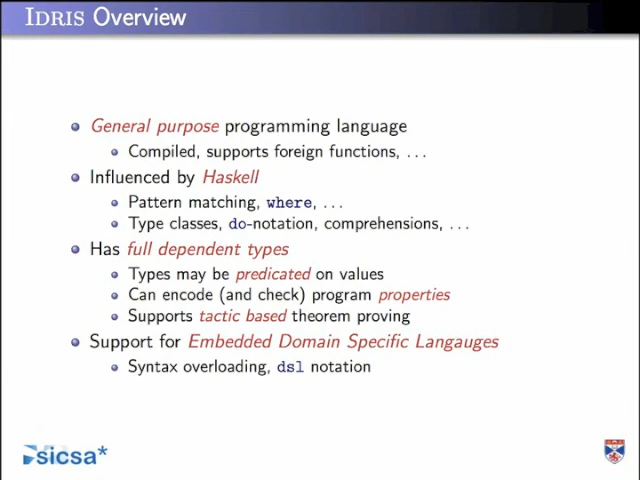 IDRIS Overview
General purpose programming language
Compiled, supports foreign functions, ...
Influenced by Haskell
Pattern matching, where, ...
Type classes, do-notation, comprehensions, ...
Has full dependent types
Types may be predicated on values
Can encode (and check) program properties
Supports tactic based theorem proving
Support for Embedded Domain Specific Langauges
Syntax overloading, dsl notation
sicsa*